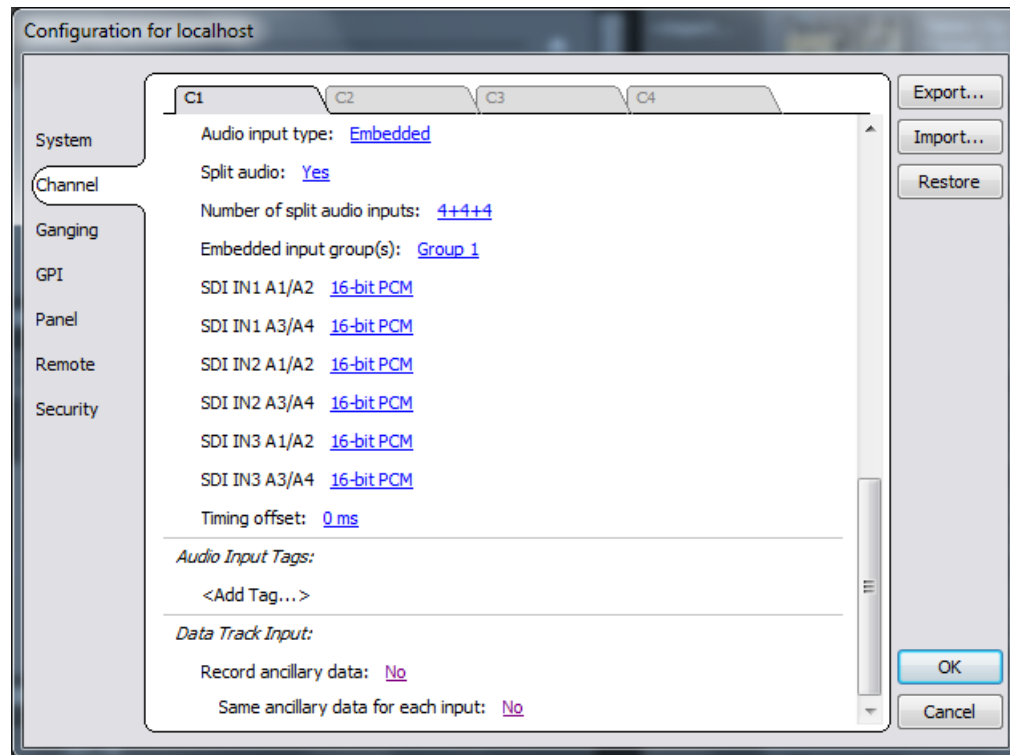 Configuration for localhost
System
Channel
Ganging
GPI
Panel
Remote
Security
C1 C2 C3 C4
Audio input type: Embedded
Split audio: Yes
Number of split audio inputs: 4+4+4
Embedded input group(s): Group 1
SDI IN1 A1/A2 16-bit PCM
SDI IN1 A3/A4 16-bit PCM
SDI IN2 A1/A2 16-bit PCM
SDI IN2 A3/A4 16-bit PCM
SDI IN3 A1/A2 16-bit PCM
SDI IN3 A3/A4 16-bit PCM
Timing offset: 0 ms
Audio Input Tags:
<Add Tag...>
Data Track Input:
Record ancillary data: No
Same ancillary data for each input: No
Export...
Import...
Restore
OK
Cancel